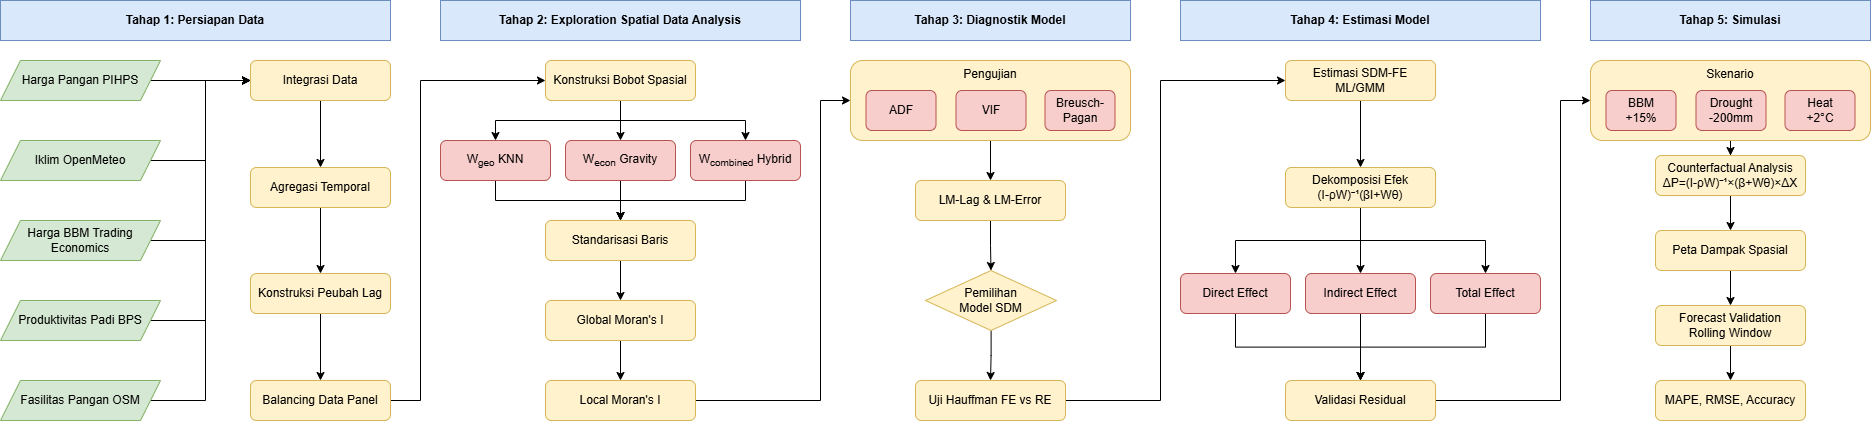 Tahap 1: Persiapan Data
Harga Pangan PIHPS
Iklim OpenMeteo
Harga BBM Trading
Economics
Produktivitas Padi BPS
Fasilitas Pangan OSM
Integrasi Data
Agregasi Temporal
Konstruksi Peubah Lag
Balancing Data Panel
Tahap 2: Exploration Spatial Data Analysis
Konstruksi Bobot Spasial
Wgeo KNN
Wecon Gravity
Wcombined Hybrid
Standarisasi Baris
Global Moran's I
Local Moran's I
Tahap 3: Diagnostik Model
Pengujian
ADF
VIF
Breusch-
Pagan
LM-Lag & LM-Error
Pemilihan
Model SDM
Uji Hauffman FE vs RE
Tahap 4: Estimasi Model
Estimasi SDM-FE
ML/GMM
Dekomposisi Efek
(I-ρW)⁻¹(βI+Wθ)
Direct Effect
Indirect Effect
Total Effect
Validasi Residual
Tahap 5: Simulasi
Skenario
BBM
+15%
Drought
-200mm
Heat
+2°C
Counterfactual Analysis
ΔP=(I-ρW)⁻¹×(β+Wθ)×ΔX
Peta Dampak Spasial
Forecast Validation
Rolling Window
MAPE, RMSE, Accuracy